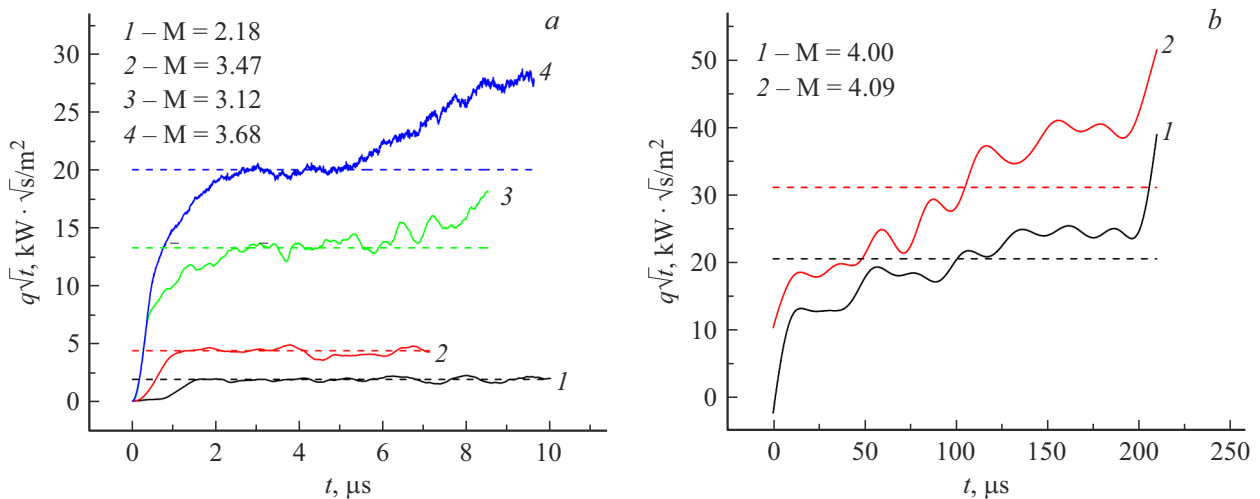 a
1 – M = 2.18
2 – M = 3.47
3 – M = 3.12
4 – M = 3.68
q√t, kW · √s/m²
30
25
20
15
10
5
0
4
3
2
1
0 2 4 6 8 10
t, μs
b
1 – M = 4.00
2 – M = 4.09
q√t, kW · √s/m²
50
40
30
20
10
0
2
1
0 50 100 150 200 250
t, μs